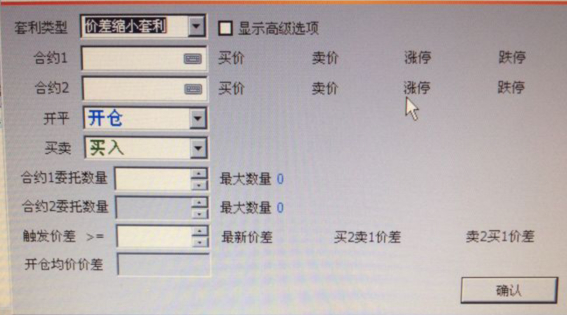 套利类型 价差缩小套利 显示高级选项
合约1 买价 卖价 涨停 跌停
合约2 买价 卖价 涨停 跌停
开平 开仓
买卖 买入
合约1委托数量 最大数量 0
合约2委托数量 最大数量 0
触发价差 >= 最新价差 买2卖1价差 卖2买1价差
开仓均价价差
确认